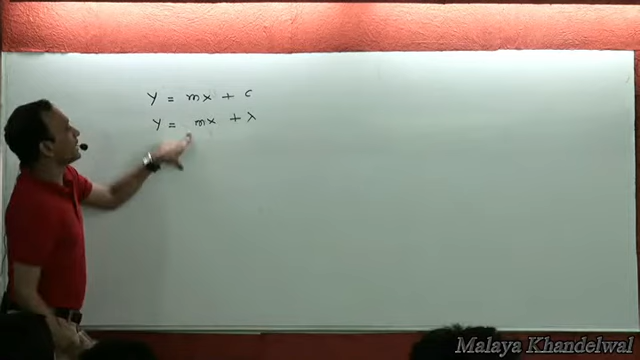 y = mx + c
y = mx + λ
Malaya Khandelwal